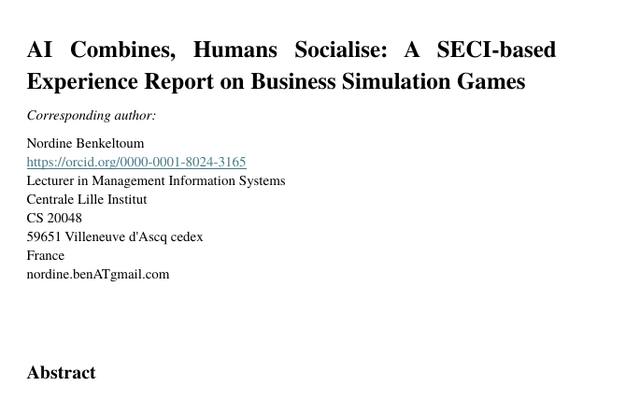 AI Combines, Humans Socialise: A SECI-based
Experience Report on Business Simulation Games
Corresponding author:
Nordine Benkeltoum
https://orcid.org/0000-0001-8024-3165
Lecturer in Management Information Systems
Centrale Lille Institut
CS 20048
59651 Villeneuve d'Ascq cedex
France
nordine.benATgmail.com
Abstract